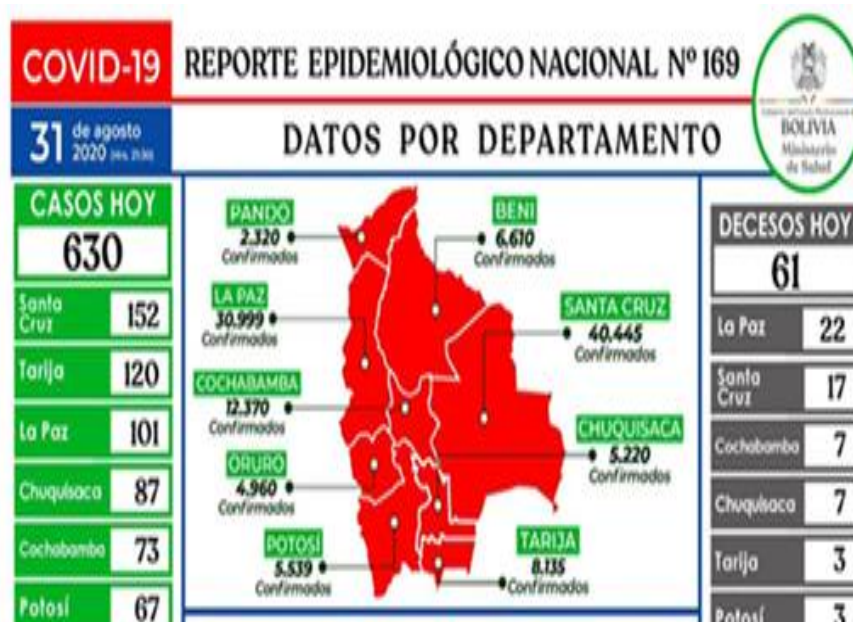 COVID-19
REPORTE EPIDEMIOLÓGICO NACIONAL Nº 169
31 de agosto
2020
DATOS POR DEPARTAMENTO
BOLIVIA
Ministerio
de Salud
CASOS HOY
630
Santa
Cruz 152
Tarija 120
La Paz 101
Chuquisaca 87
Cochabamba 73
Potosí 67
PANDO
2.320
Confirmados
BENI
6.610
Confirmados
LA PAZ
30.999
Confirmados
SANTA CRUZ
40.445
Confirmados
COCHABAMBA
12.370
Confirmados
CHUQUISACA
5.220
Confirmados
ORURO
4.960
Confirmados
POTOSÍ
5.539
Confirmados
TARIJA
8.135
Confirmados
DECESOS HOY
61
La Paz 22
Santa
Cruz 17
Cochabamba 7
Chuquisaca 7
Tarija 3
Potosí 3